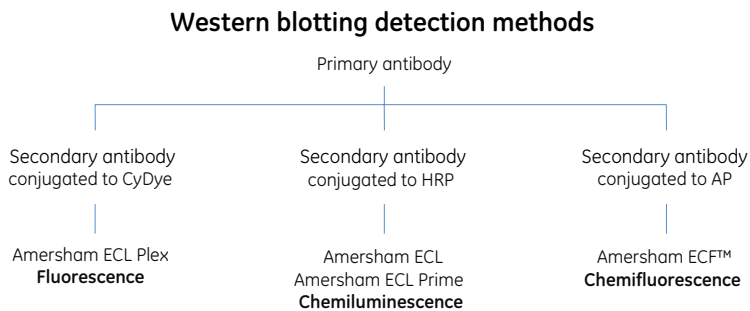 Western blotting detection methods
Primary antibody
Secondary antibody
conjugated to CyDye
Secondary antibody
conjugated to HRP
Secondary antibody
conjugated to AP
Amersham ECL Plex
Fluorescence
Amersham ECL
Amersham ECL Prime
Chemiluminescence
Amersham ECF™
Chemifluorescence